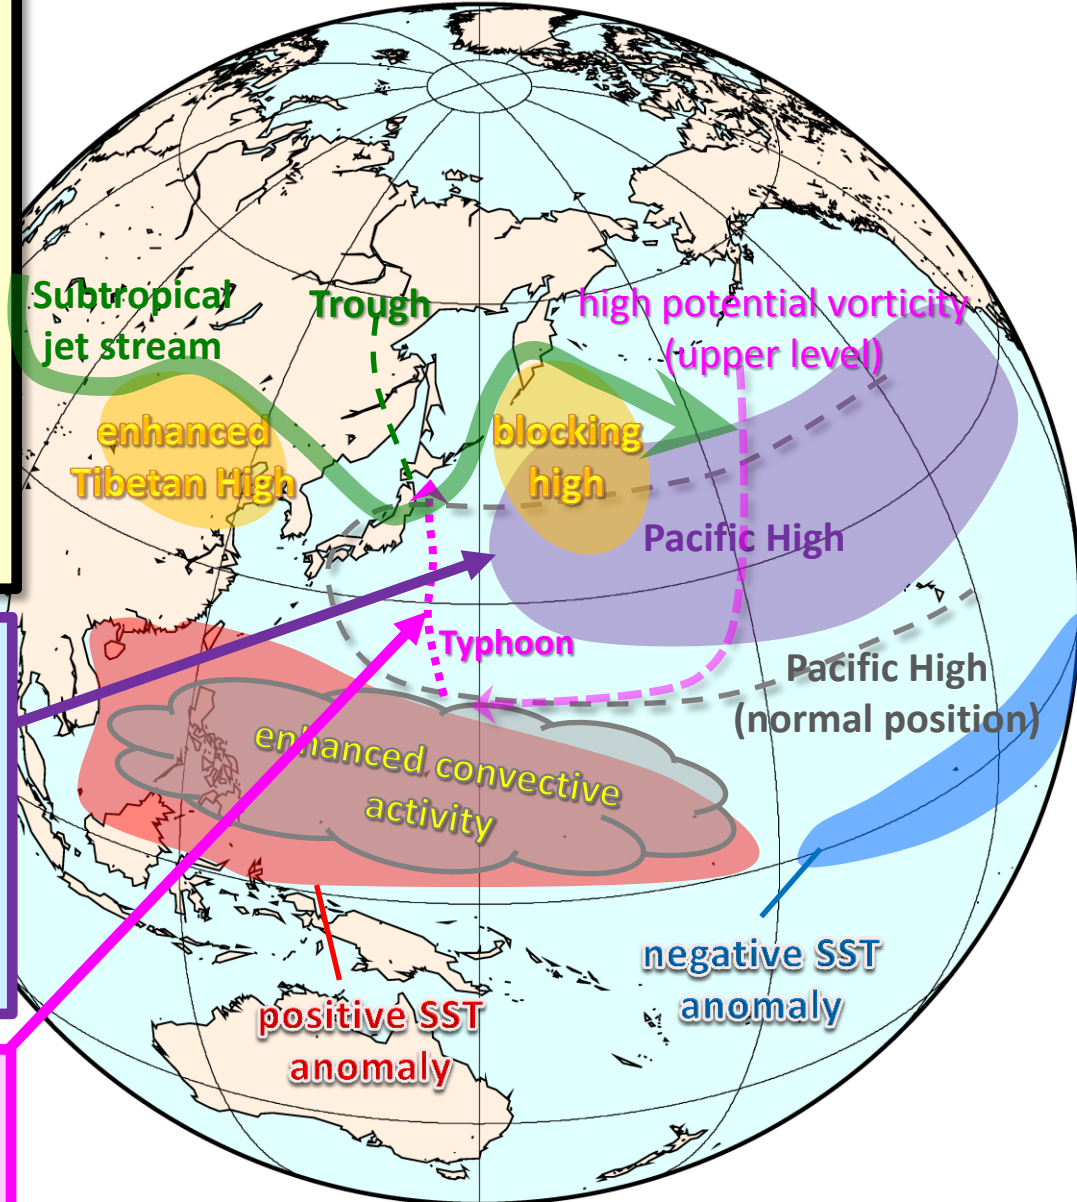 Subtropical
jet stream
Trough
high potential vorticity
(upper level)
enhanced
Tibetan High
blocking
high
Pacific High
Typhoon
Pacific High
(normal position)
enhanced convective
activity
negative SST
anomaly
positive SST
anomaly